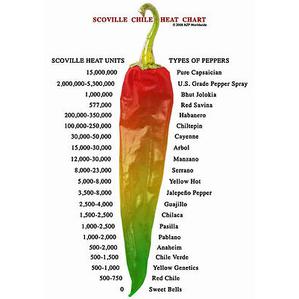 SCOVILLE CHILE HEAT CHART
SCOVILLE HEAT UNITS TYPES OF PEPPERS
15,000,000 Pure Capsaician
2,000,000-5,300,000 U.S. Grade Pepper Spray
1,000,000 Bhut Jolokia
577,000 Red Savina
200,000-350,000 Habanero
100,000-250,000 Chiltepin
30,000-50,000 Cayenne
15,000-30,000 Arbol
12,000-30,000 Manzano
8,000-23,000 Serrano
5,000-8,000 Yellow Hot
3,500-8,000 Jalapeño Pepper
2,500-4,000 Guajillo
1,500-2,500 Chilaca
1,000-2,500 Pasilla
1,000-2,000 Poblano
500-2,500 Anaheim
500-1,500 Chile Verde
500-1,000 Yellow Genetics
500-750 Red Chile
0 Sweet Bells